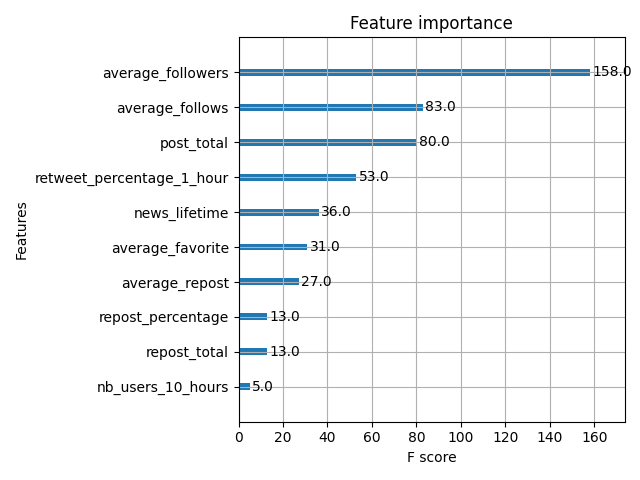 Feature importance
average_followers 158.0
average_follows 83.0
post_total 80.0
retweet_percentage_1_hour 53.0
news_lifetime 36.0
average_favorite 31.0
average_repost 27.0
repost_percentage 13.0
repost_total 13.0
nb_users_10_hours 5.0
Features
0 20 40 60 80 100 120 140 160
F score